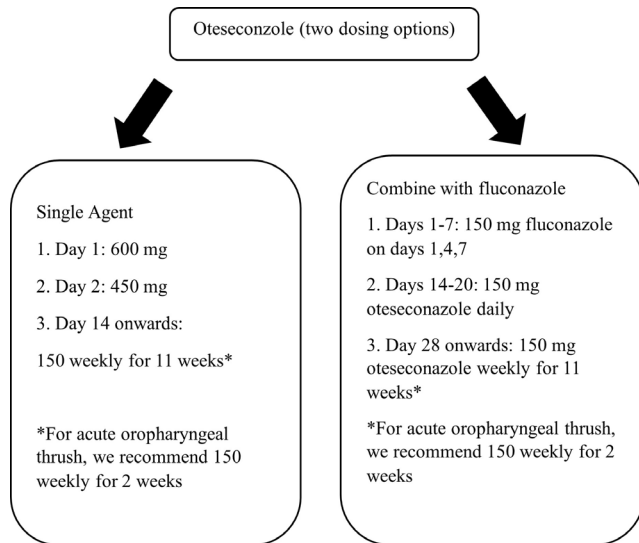 Oteseconzole (two dosing options)
Single Agent
1. Day 1: 600 mg
2. Day 2: 450 mg
3. Day 14 onwards:
150 weekly for 11 weeks*
*For acute oropharyngeal
thrush, we recommend 150
weekly for 2 weeks
Combine with fluconazole
1. Days 1-7: 150 mg fluconazole
on days 1,4,7
2. Days 14-20: 150 mg
oteseconazole daily
3. Day 28 onwards: 150 mg
oteseconazole weekly for 11
weeks*
*For acute oropharyngeal thrush,
we recommend 150 weekly for 2
weeks